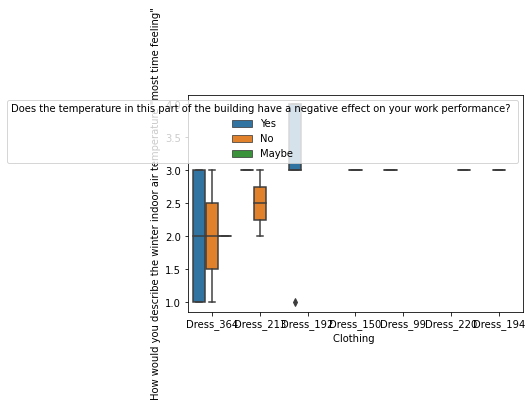 Does the temperature in this part of the building have a negative effect on your work performance?
Yes
No
Maybe
How would you describe the winter indoor air temperature "most time feeling"
4.0
3.5
3.0
2.5
2.0
1.5
1.0
Dress_364 Dress_213 Dress_192 Dress_150 Dress_99 Dress_220 Dress_194
Clothing